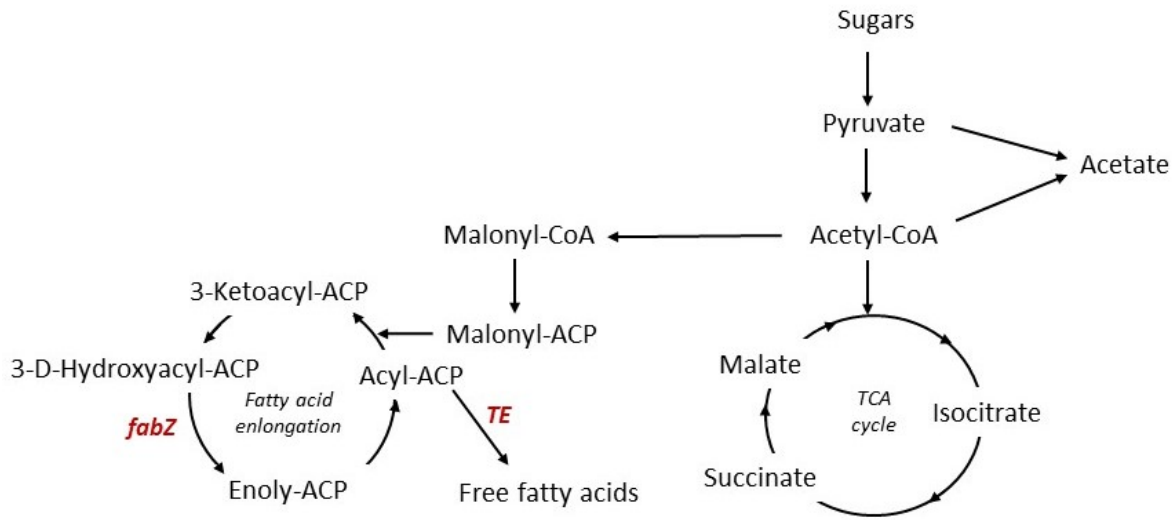 Sugars
Pyruvate
Acetate
Malonyl-CoA
Acetyl-CoA
3-Ketoacyl-ACP
Malonyl-ACP
3-D-Hydroxyacyl-ACP
Acyl-ACP
Malate
fabZ
Fatty acid
enlongation
TE
TCA
cycle
Isocitrate
Enoly-ACP
Free fatty acids
Succinate